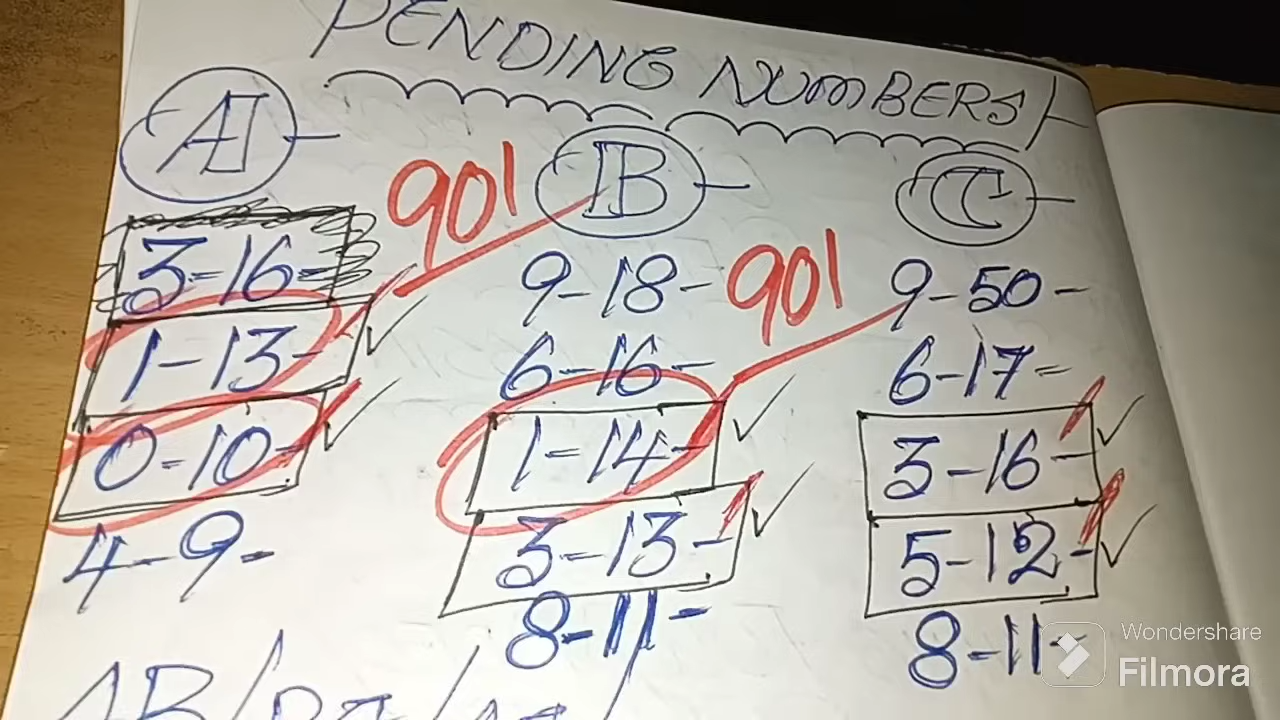 PENDING NUMBERS
A
B
C
901
901
3-16-
1-13-
0-10-
4-9-
9-18-
6-16-
1-14-
3-13-
8-11-
9-50-
6-17-
3-16-
5-12-
8-11-
Wondershare
Filmora